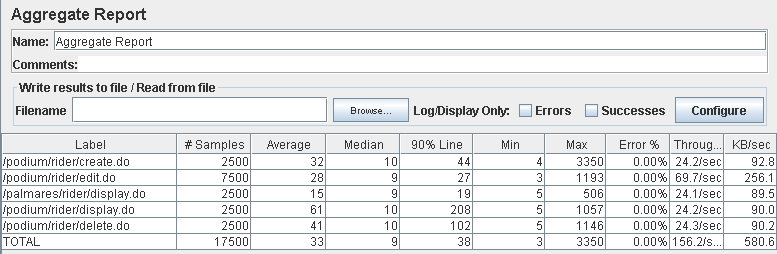 Aggregate Report
Name: Aggregate Report
Comments:
Write results to file / Read from file
Filename Browse... Log/Display Only: Errors Successes Configure
Label # Samples Average Median 90% Line Min Max Error % Throug... KB/sec
/podium/rider/create.do 2500 32 10 44 4 3350 0.00% 24.2/sec 92.8
/podium/rider/edit.do 7500 28 9 27 3 1193 0.00% 69.7/sec 256.1
/palmares/rider/display.do 2500 15 9 19 5 506 0.00% 24.1/sec 89.5
/podium/rider/display.do 2500 61 10 208 5 1057 0.00% 24.2/sec 90.0
/podium/rider/delete.do 2500 41 10 102 5 1146 0.00% 24.3/sec 90.2
TOTAL 17500 33 9 38 3 3350 0.00% 156.2/s... 580.6